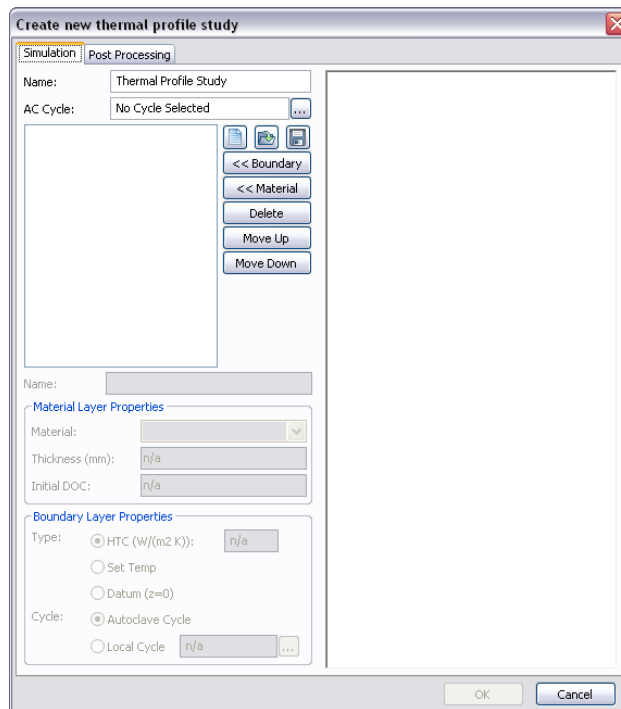 Create new thermal profile study
Simulation Post Processing
Name: Thermal Profile Study
AC Cycle: No Cycle Selected ...
<< Boundary
<< Material
Delete
Move Up
Move Down
Name:
Material Layer Properties
Material:
Thickness (mm): n/a
Initial DOC: n/a
Boundary Layer Properties
Type: HTC (W/(m2 K)): n/a
Set Temp
Datum (z=0)
Cycle: Autoclave Cycle
Local Cycle n/a ...
OK Cancel